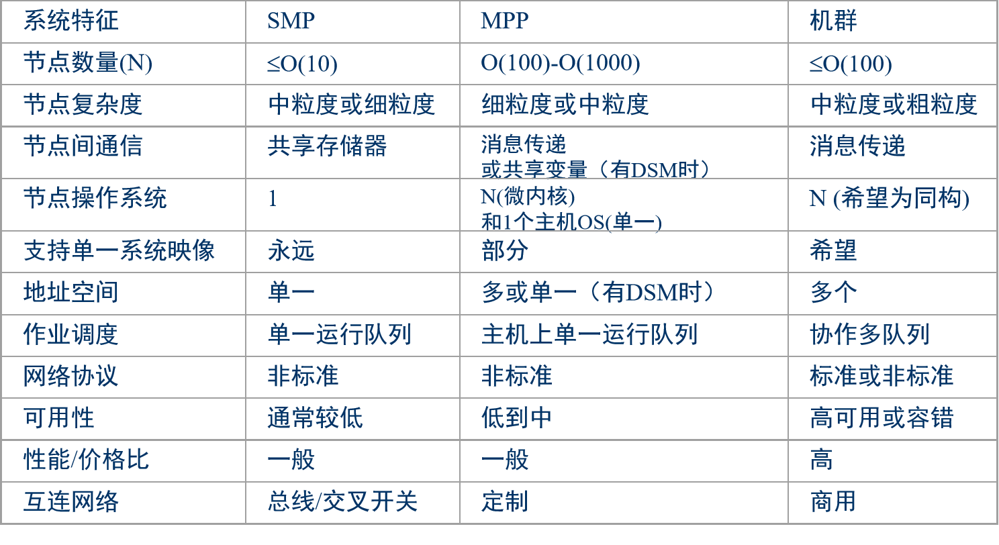 系统特征 SMP MPP 机群
节点数量(N) ≤O(10) O(100)-O(1000) ≤O(100)
节点复杂度 中粒度或细粒度 细粒度或中粒度 中粒度或粗粒度
节点间通信 共享存储器 消息传递 消息传递
或共享变量（有DSM时）
节点操作系统 1 N(微内核) N (希望为同构)
和1个主机OS(单一)
支持单一系统映像 永远 部分 希望
地址空间 单一 多或单一（有DSM时） 多个
作业调度 单一运行队列 主机上单一运行队列 协作多队列
网络协议 非标准 非标准 标准或非标准
可用性 通常较低 低到中 高可用或容错
性能/价格比 一般 一般 高
互连网络 总线/交叉开关 定制 商用